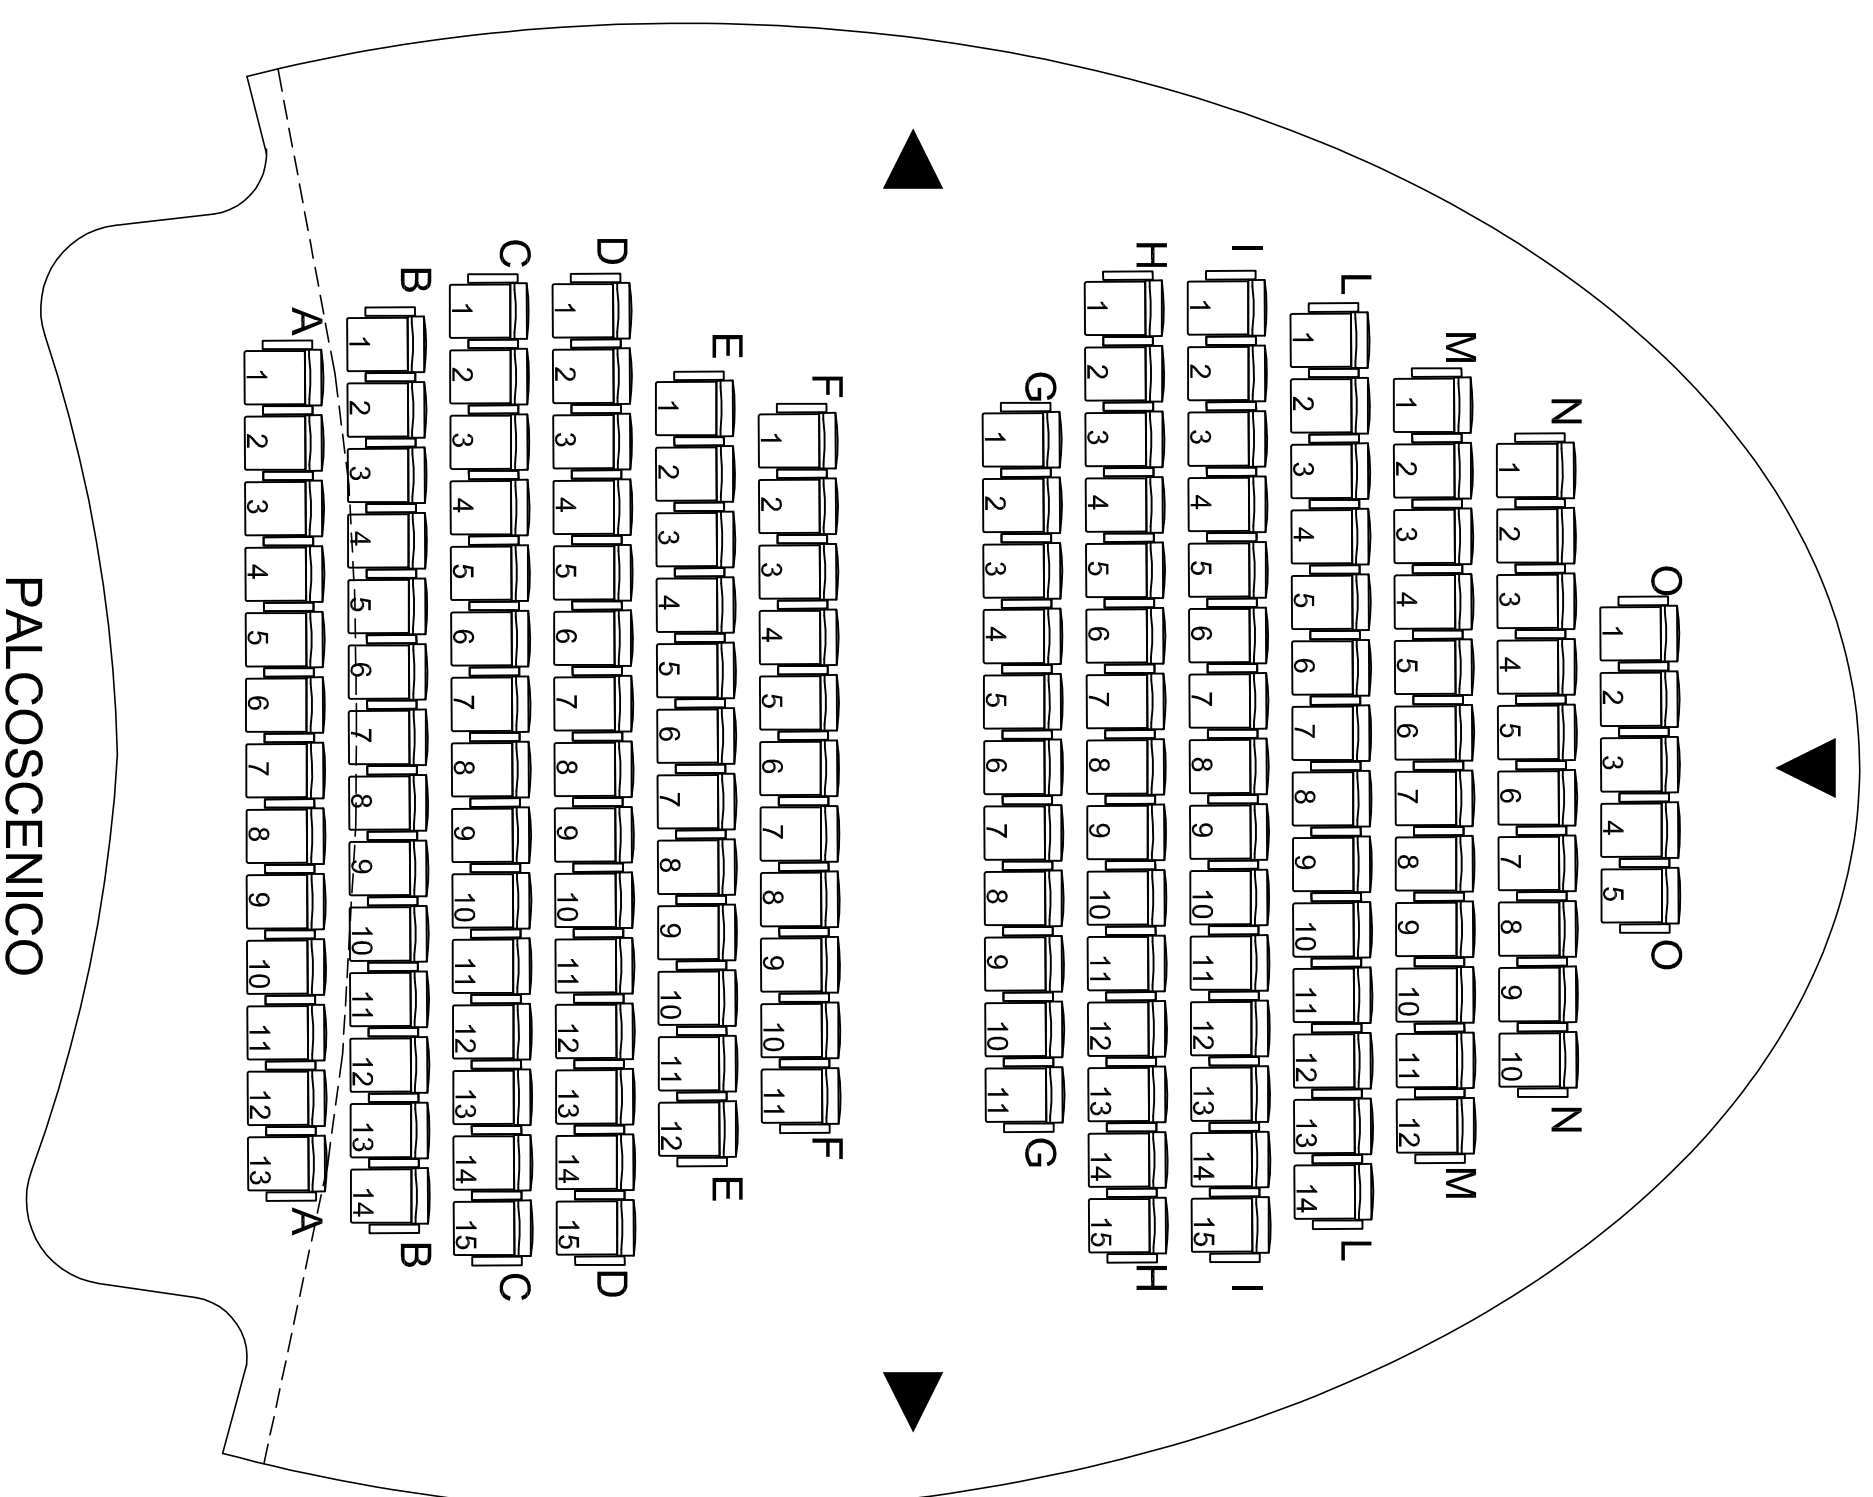 PALCOSCENICO
A 1 2 3 4 5 6 7 8 9 10 11 12 13 A
B 1 2 3 4 5 6 7 8 9 10 11 12 13 14 B
C 1 2 3 4 5 6 7 8 9 10 11 12 13 14 15 C
D 1 2 3 4 5 6 7 8 9 10 11 12 13 14 15 D
E 1 2 3 4 5 6 7 8 9 10 11 12 E
F 1 2 3 4 5 6 7 8 9 10 11 F
G 1 2 3 4 5 6 7 8 9 10 11 G
H 1 2 3 4 5 6 7 8 9 10 11 12 13 14 15 H
I 1 2 3 4 5 6 7 8 9 10 11 12 13 14 15 I
L 1 2 3 4 5 6 7 8 9 10 11 12 13 14 L
M 1 2 3 4 5 6 7 8 9 10 11 12 M
N 1 2 3 4 5 6 7 8 9 10 N
O 1 2 3 4 5 O